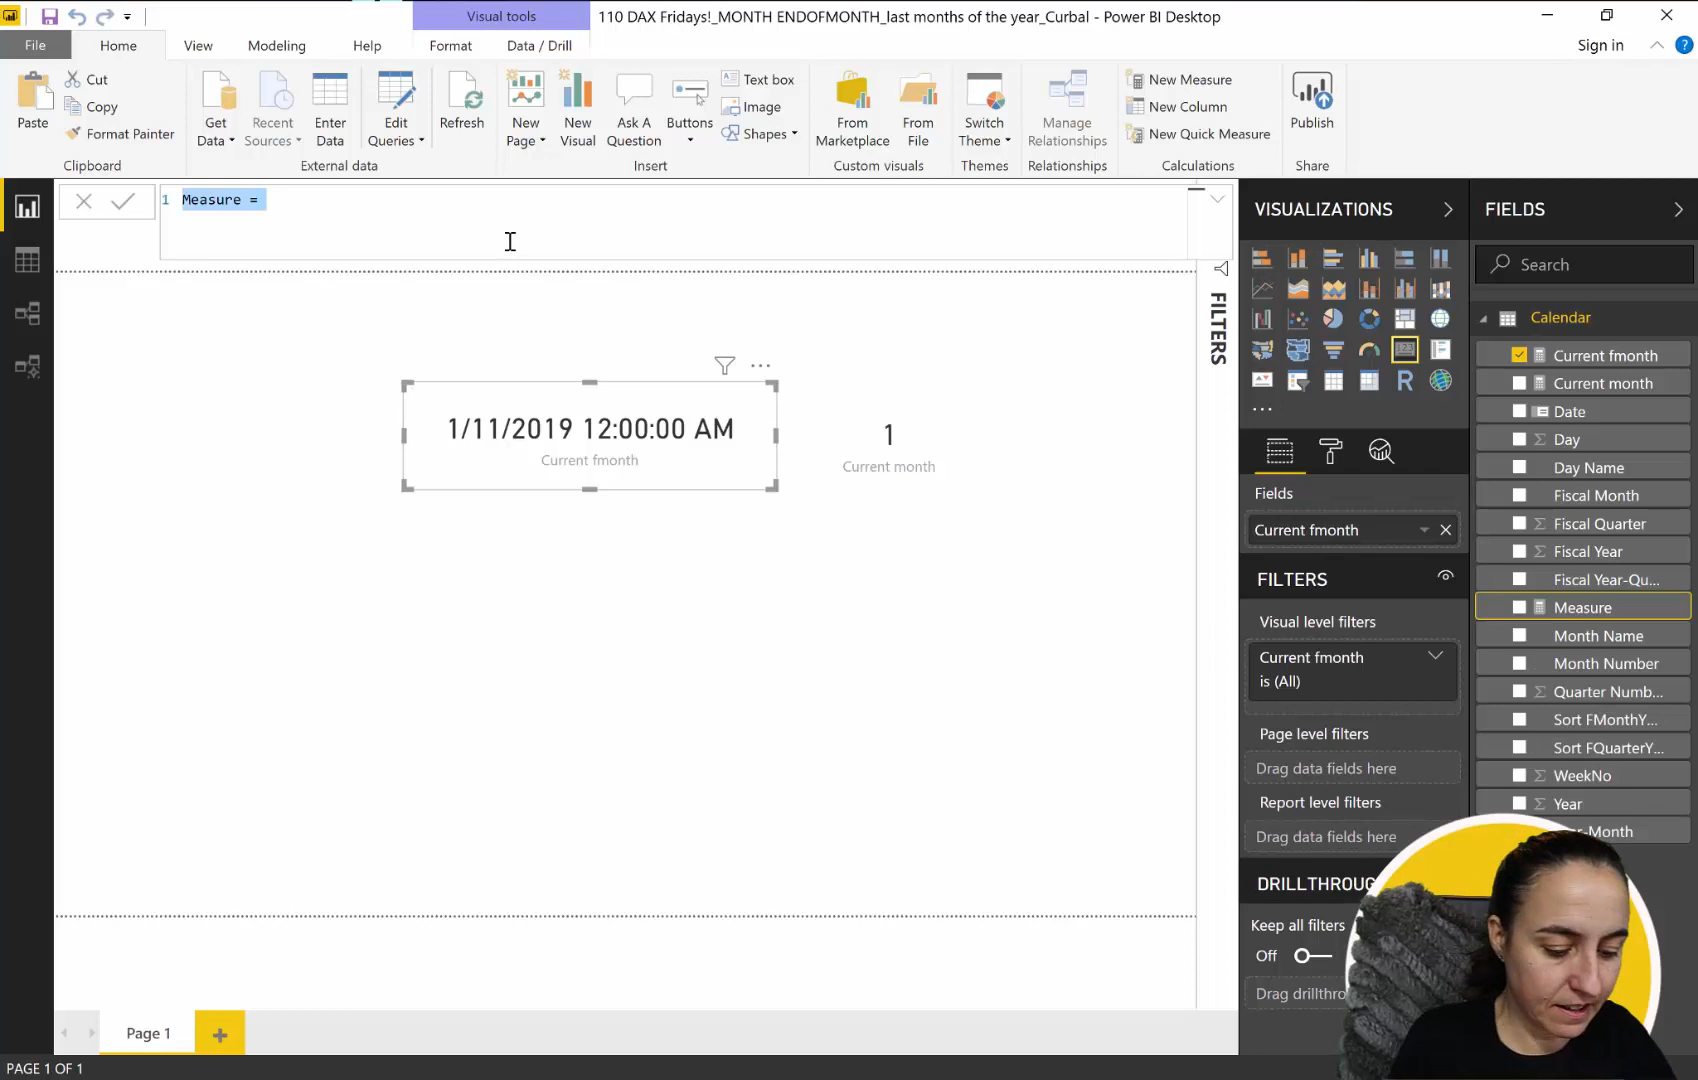 Visual tools
110 DAX Fridays!_MONTH ENDOFMONTH_last months of the year_Curbal - Power BI Desktop
File
Home
View
Modeling
Help
Format
Data / Drill
Sign in
Paste
Cut
Copy
Format Painter
Clipboard
Get Data
Recent Sources
Enter Data
Edit Queries
Refresh
External data
New Page
New Visual
Ask A Question
Buttons
Text box
Image
Shapes
Insert
From Marketplace
From File
Custom visuals
Switch Theme
Themes
Manage Relationships
Relationships
New Measure
New Column
New Quick Measure
Calculations
Publish
Share
1 Measure =
1/11/2019 12:00:00 AM
Current fmonth
1
Current month
FILTERS
VISUALIZATIONS
R
Fields
Current fmonth
FILTERS
Visual level filters
Current fmonth
is (All)
Page level filters
Drag data fields here
Report level filters
Drag data fields here
DRILLTHROUG
Keep all filters
Off
Drag drillthro
FIELDS
Search
Calendar
Current fmonth
Current month
Date
Day
Day Name
Fiscal Month
Fiscal Quarter
Fiscal Year
Fiscal Year-Qu...
Measure
Month Name
Month Number
Quarter Numb...
Sort FMonthY...
Sort FQuarterY...
WeekNo
Year
-Month
Page 1
PAGE 1 OF 1